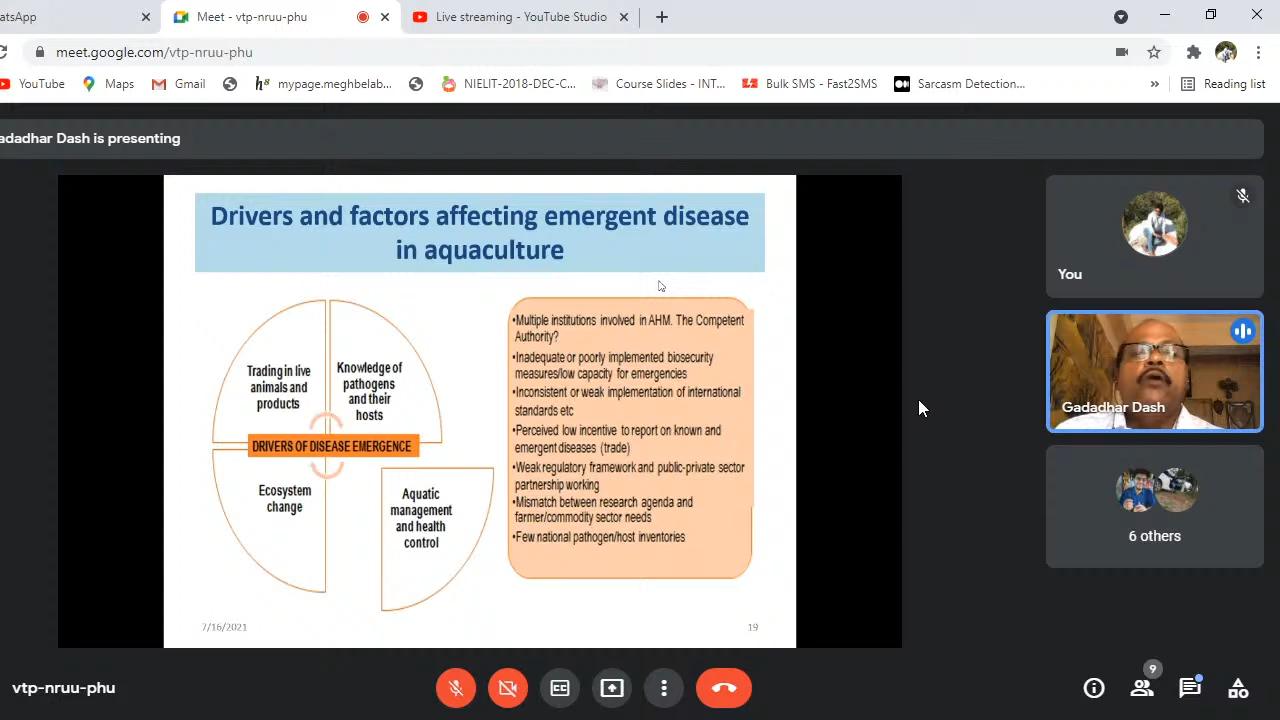 atsApp
Meet - vtp-nruu-phu
Live streaming - YouTube Studio
meet.google.com/vtp-nruu-phu
YouTube
Maps
Gmail
mypage.meghbelab...
NIELIT-2018-DEC-C...
Course Slides - INT...
Bulk SMS - Fast2SMS
Sarcasm Detection...
»
Reading list
adadhar Dash is presenting
Drivers and factors affecting emergent disease
in aquaculture
Trading in live
animals and
products
Knowledge of
pathogens
and their
hosts
DRIVERS OF DISEASE EMERGENCE
Ecosystem
change
Aquatic
management
and health
control
•Multiple institutions involved in AHM. The Competent
Authority?
•Inadequate or poorly implemented biosecurity
measures/low capacity for emergencies
•Inconsistent or weak implementation of international
standards etc
•Perceived low incentive to report on known and
emergent diseases (trade)
•Weak regulatory framework and public-private sector
partnership working
•Mismatch between research agenda and
farmer/commodity sector needs
•Few national pathogen/host inventories
7/16/2021
19
You
Gadadhar Dash
6 others
vtp-nruu-phu
9